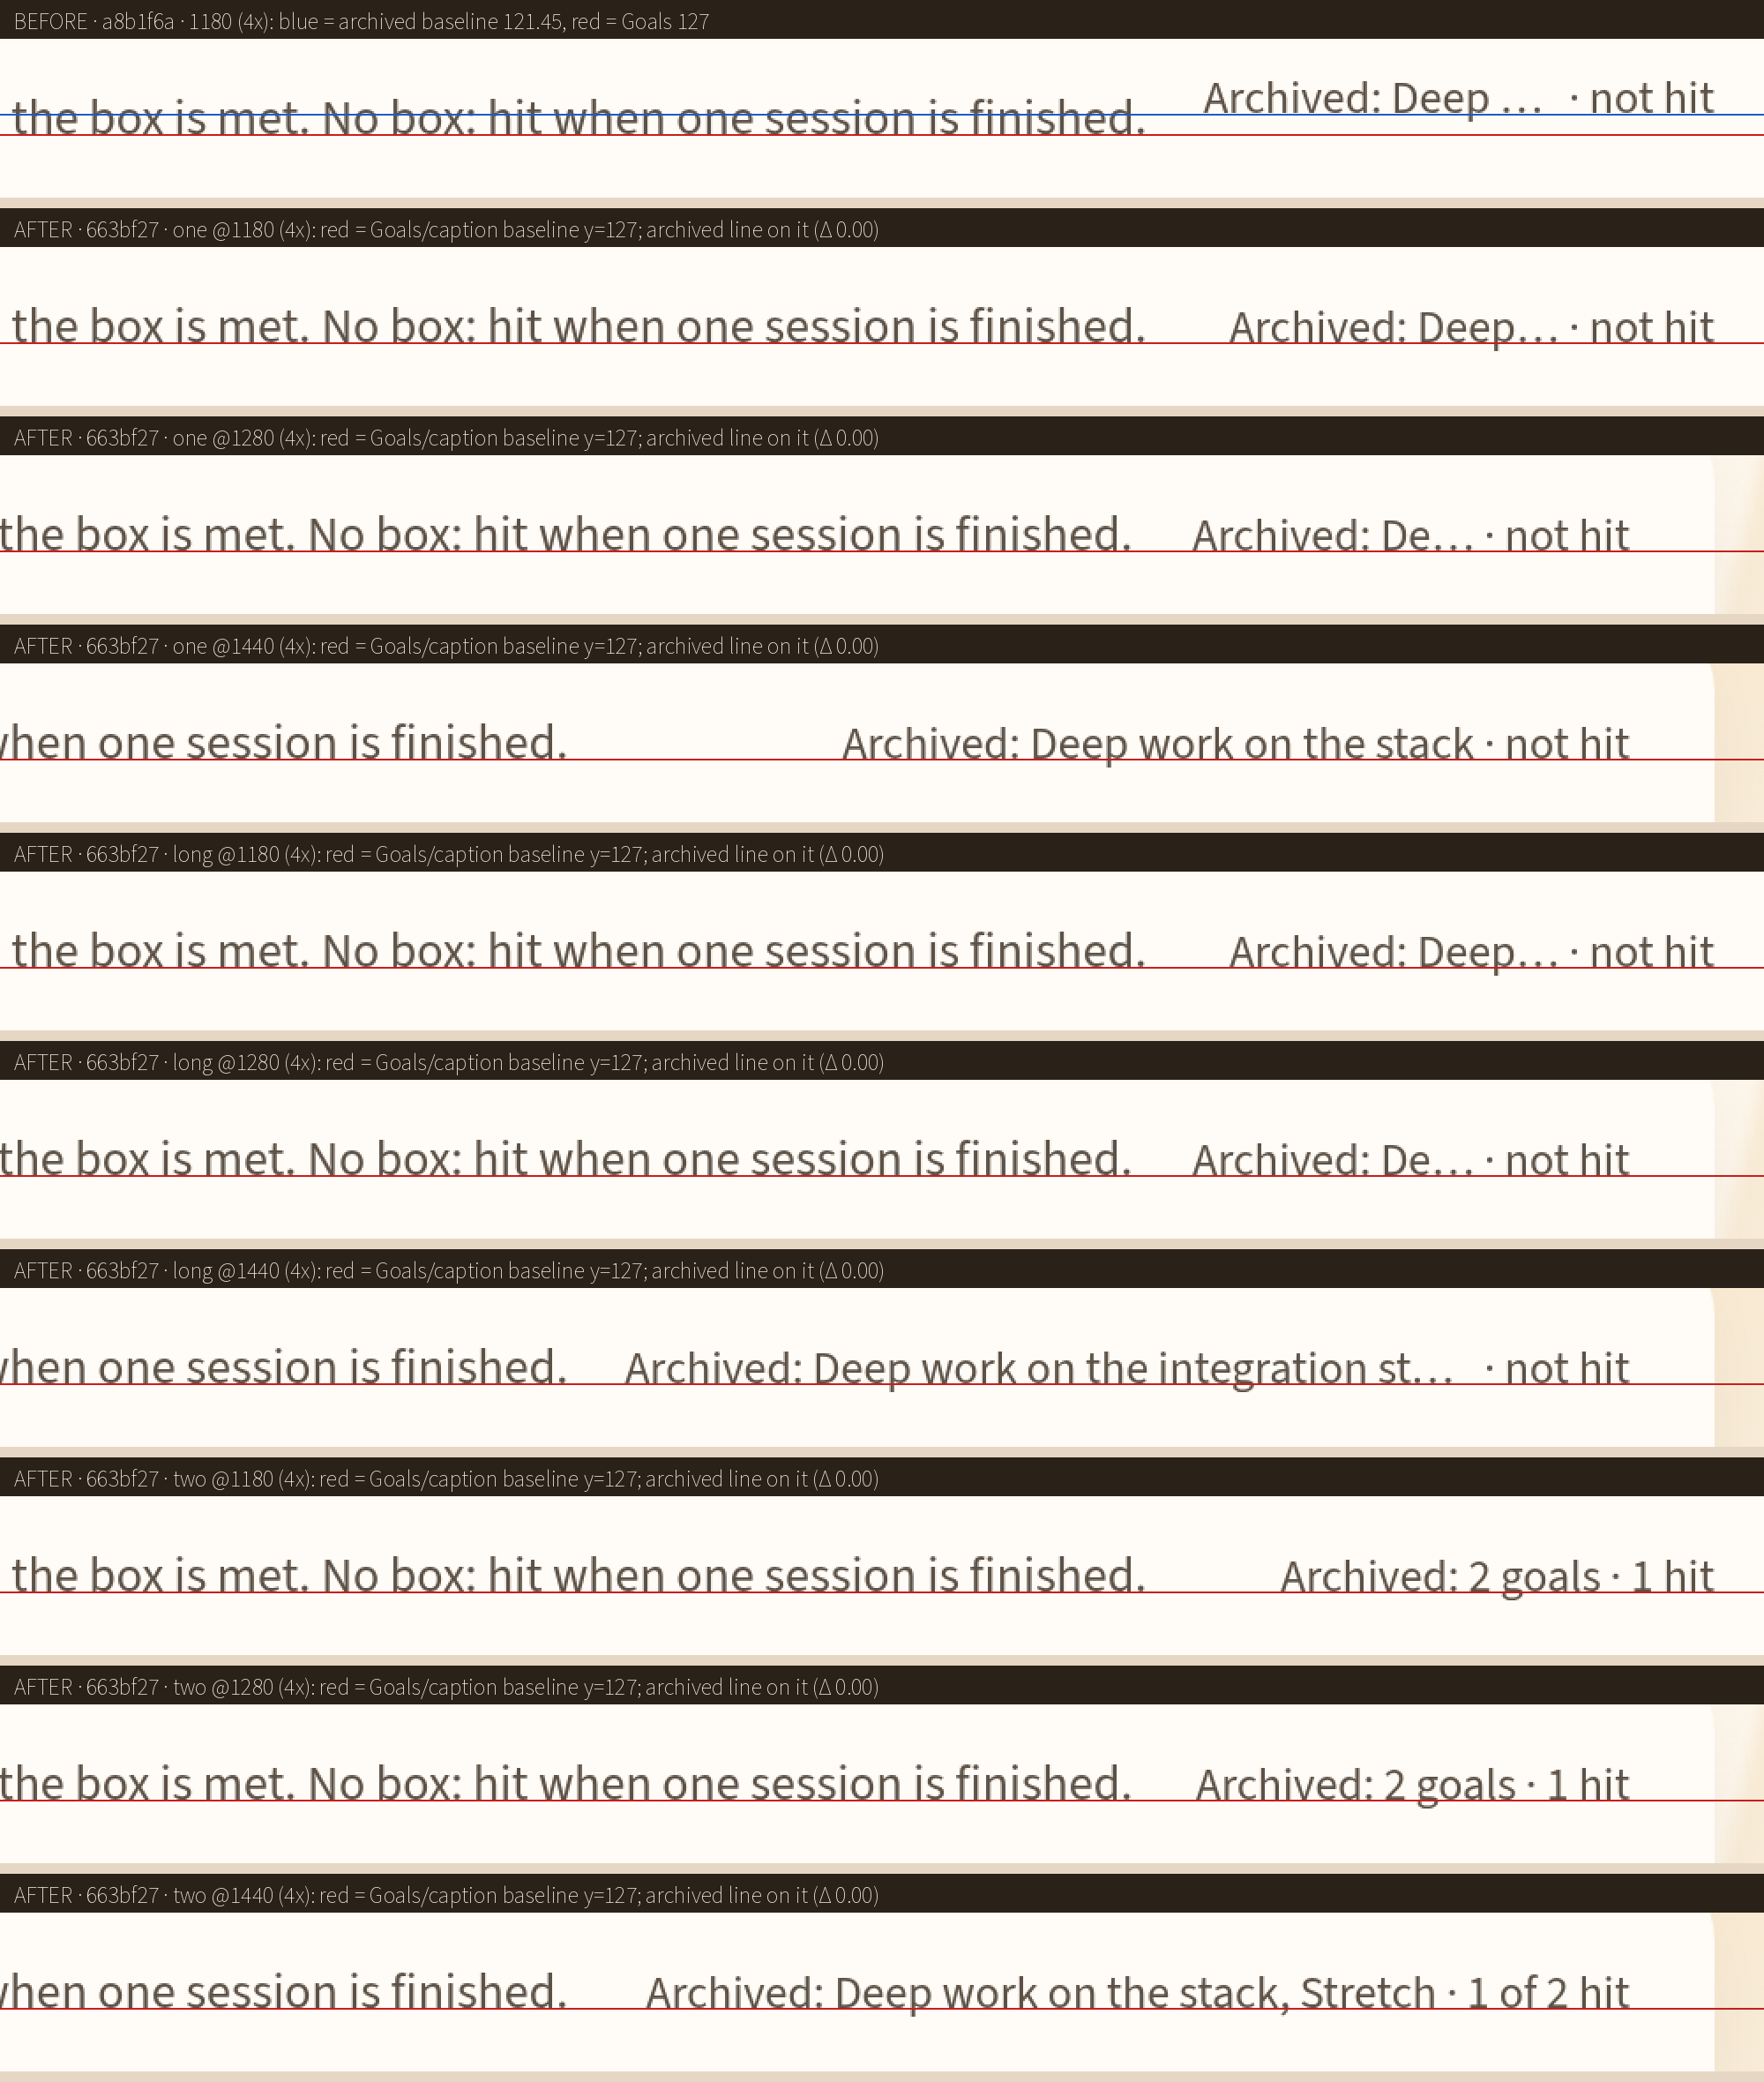 BEFORE · a8b1f6a · 1180 (4x): blue = archived baseline 121.45, red = Goals 127
the box is met. No box: hit when one session is finished. Archived: Deep … · not hit
AFTER · 663bf27 · one @1180 (4x): red = Goals/caption baseline y=127; archived line on it (Δ 0.00)
the box is met. No box: hit when one session is finished. Archived: Deep… · not hit
AFTER · 663bf27 · one @1280 (4x): red = Goals/caption baseline y=127; archived line on it (Δ 0.00)
the box is met. No box: hit when one session is finished. Archived: De… · not hit
AFTER · 663bf27 · one @1440 (4x): red = Goals/caption baseline y=127; archived line on it (Δ 0.00)
when one session is finished. Archived: Deep work on the stack · not hit
AFTER · 663bf27 · long @1180 (4x): red = Goals/caption baseline y=127; archived line on it (Δ 0.00)
the box is met. No box: hit when one session is finished. Archived: Deep… · not hit
AFTER · 663bf27 · long @1280 (4x): red = Goals/caption baseline y=127; archived line on it (Δ 0.00)
the box is met. No box: hit when one session is finished. Archived: De… · not hit
AFTER · 663bf27 · long @1440 (4x): red = Goals/caption baseline y=127; archived line on it (Δ 0.00)
when one session is finished. Archived: Deep work on the integration st… · not hit
AFTER · 663bf27 · two @1180 (4x): red = Goals/caption baseline y=127; archived line on it (Δ 0.00)
the box is met. No box: hit when one session is finished. Archived: 2 goals · 1 hit
AFTER · 663bf27 · two @1280 (4x): red = Goals/caption baseline y=127; archived line on it (Δ 0.00)
the box is met. No box: hit when one session is finished. Archived: 2 goals · 1 hit
AFTER · 663bf27 · two @1440 (4x): red = Goals/caption baseline y=127; archived line on it (Δ 0.00)
when one session is finished. Archived: Deep work on the stack, Stretch · 1 of 2 hit